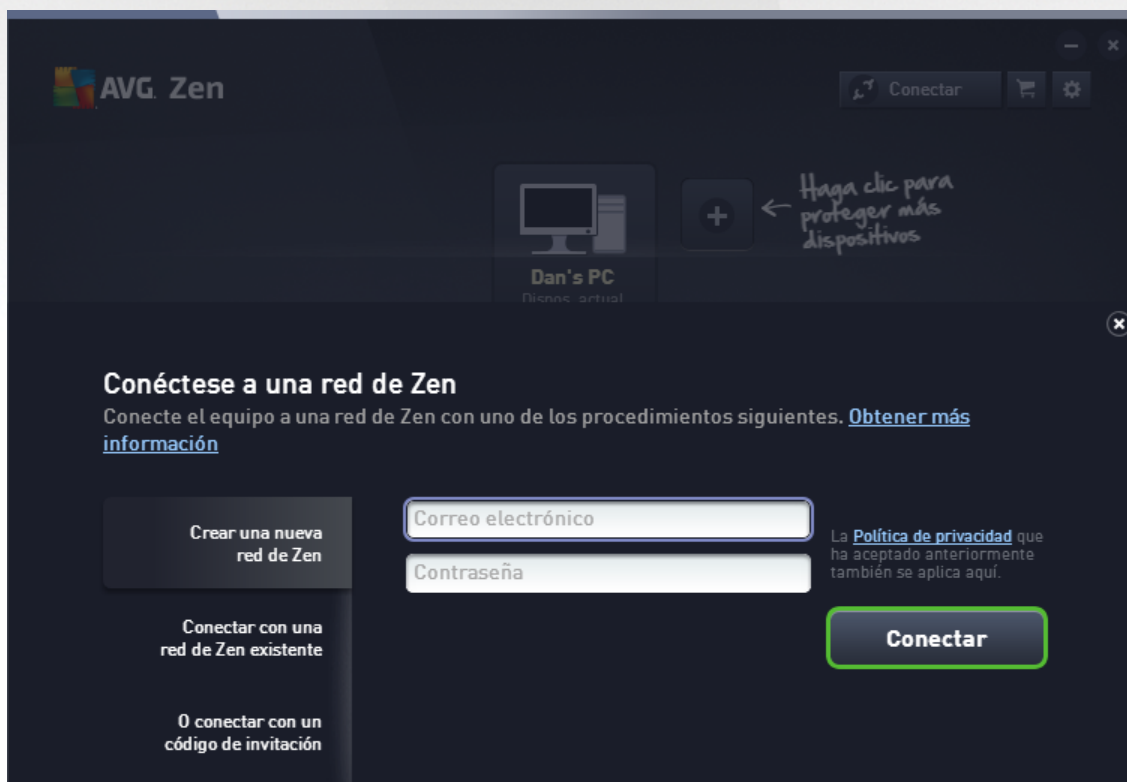 AVG. Zen
Conectar
Haga clic para
proteger más
dispositivos
Dan's PC
Dispos. actual
Conéctese a una red de Zen
Conecte el equipo a una red de Zen con uno de los procedimientos siguientes. Obtener más
información
Crear una nueva
red de Zen
Conectar con una
red de Zen existente
O conectar con un
código de invitación
Correo electrónico
Contraseña
La Política de privacidad que
ha aceptado anteriormente
también se aplica aquí.
Conectar